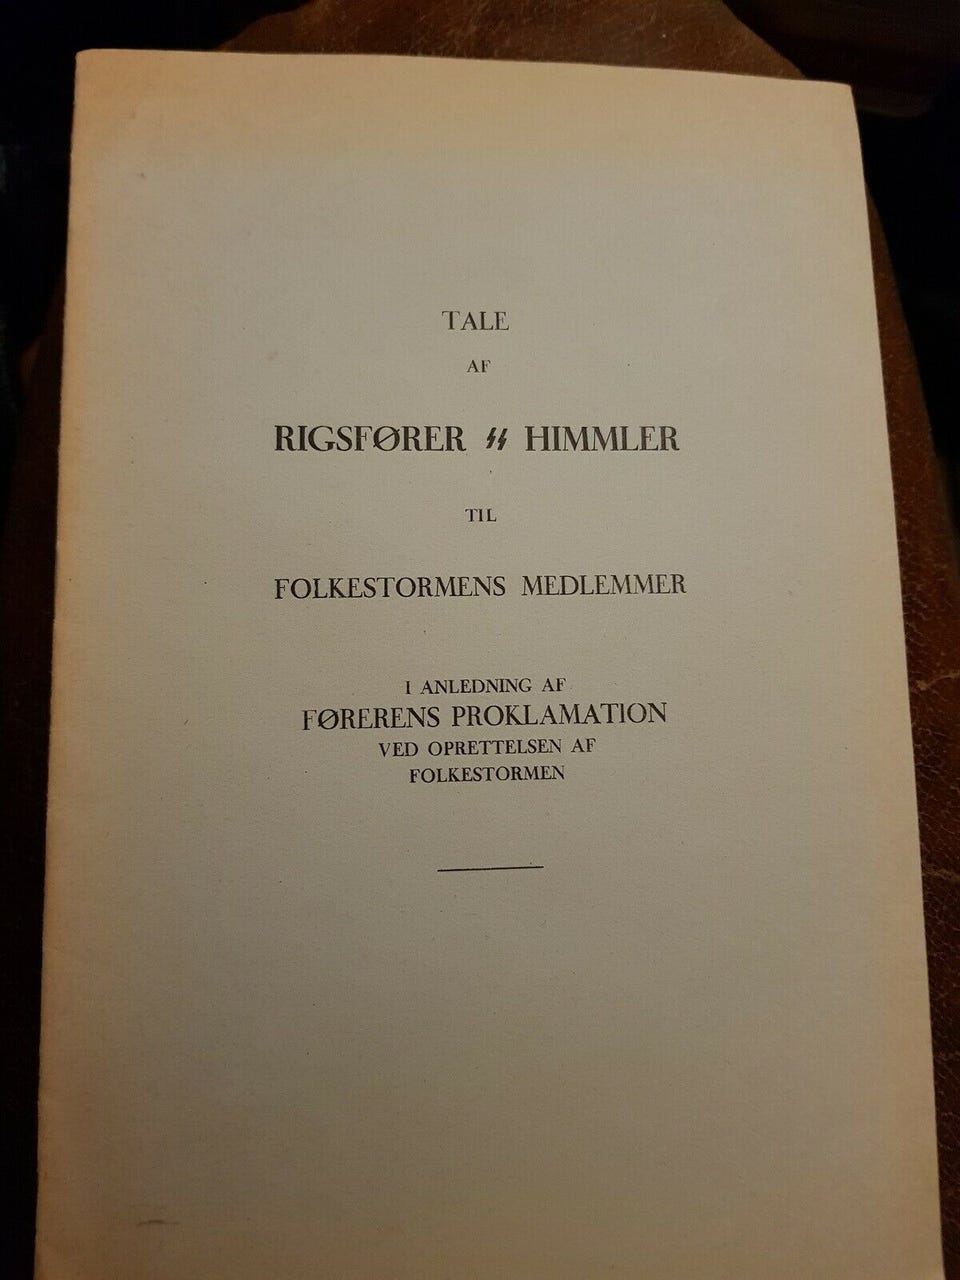 TALE
AF
RIGSFØRER ᛋᛋ HIMMLER
TIL
FOLKESTORMENS MEDLEMMER
I ANLEDNING AF
FØRERENS PROKLAMATION
VED OPRETTELSEN AF
FOLKESTORMEN